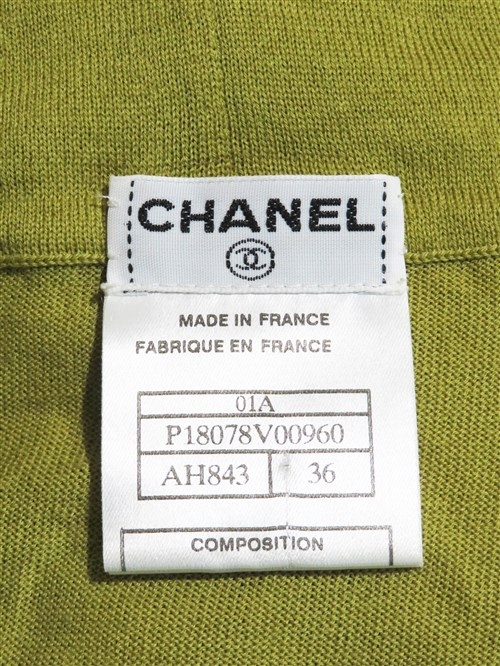 CHANEL
MADE IN FRANCE
FABRIQUE EN FRANCE
01A
P18078V00960
AH843 36
COMPOSITION